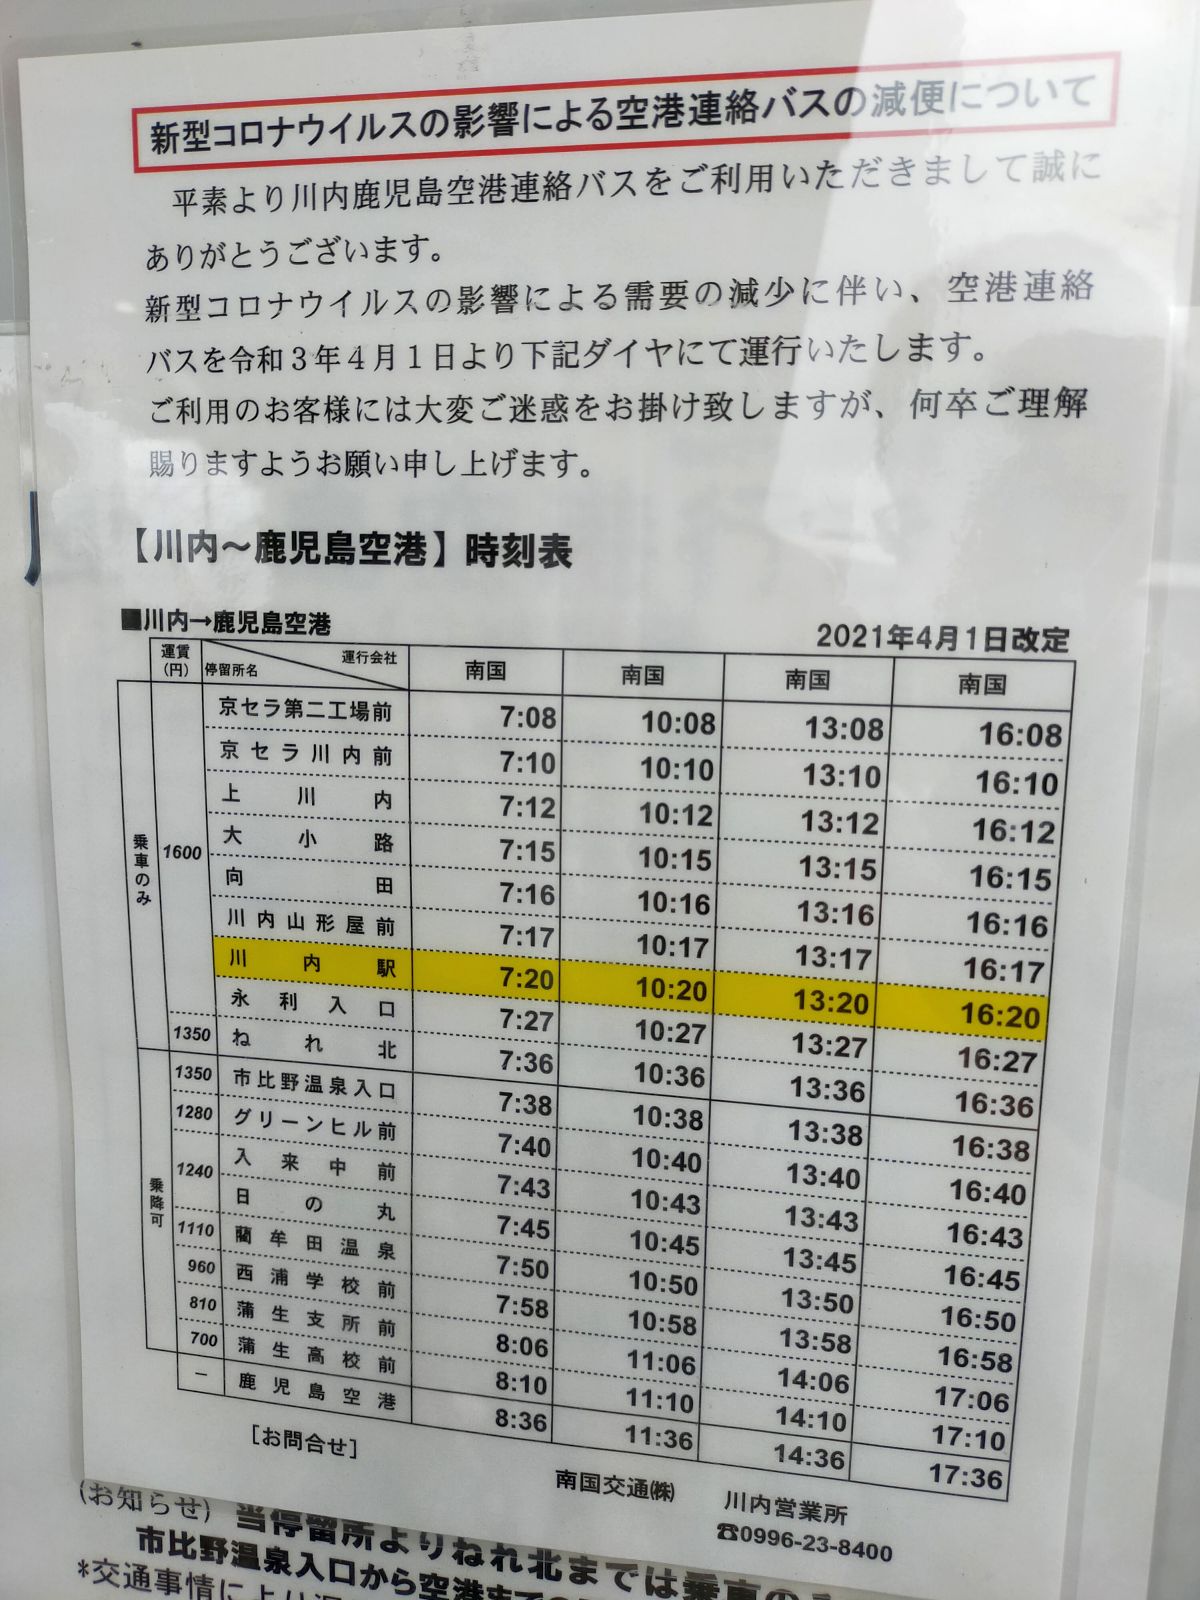 新型コロナウイルスの影響による空港連絡バスの減便について
平素より川内鹿児島空港連絡バスをご利用いただきまして誠に
ありがとうございます。
新型コロナウイルスの影響による需要の減少に伴い、空港連絡
バスを令和３年４月１日より下記ダイヤにて運行いたします。
ご利用のお客様には大変ご迷惑をお掛け致しますが、何卒ご理解
賜りますようお願い申し上げます。
【川内～鹿児島空港】時刻表
■川内→鹿児島空港
2021年4月1日改定
運賃(円) 停留所名 運行会社 南国 南国 南国 南国
乗車のみ
1600
京セラ第二工場前 7:08 10:08 13:08 16:08
京セラ川内前 7:10 10:10 13:10 16:10
上川内 7:12 10:12 13:12 16:12
大小路 7:15 10:15 13:15 16:15
向田 7:16 10:16 13:16 16:16
川内山形屋前 7:17 10:17 13:17 16:17
川内駅 7:20 10:20 13:20 16:20
永利入口 7:27 10:27 13:27 16:27
1350 ねれ北 7:36 10:36 13:36 16:36
乗降可
1350 市比野温泉入口 7:38 10:38 13:38 16:38
1280 グリーンヒル前 7:40 10:40 13:40 16:40
1240 入来中前 7:43 10:43 13:43 16:43
日の丸 7:45 10:45 13:45 16:45
1110 藺牟田温泉 7:50 10:50 13:50 16:50
960 西浦学校前 7:58 10:58 13:58 16:58
810 蒲生支所前 8:06 11:06 14:06 17:06
700 蒲生高校前 8:10 11:10 14:10 17:10
－ 鹿児島空港 8:36 11:36 14:36 17:36
［お問合せ］
南国交通㈱ 川内営業所
☎0996-23-8400
(お知らせ) 当停留所よりねれ北までは乗車のみ
市比野温泉入口から空港まで
*交通事情により